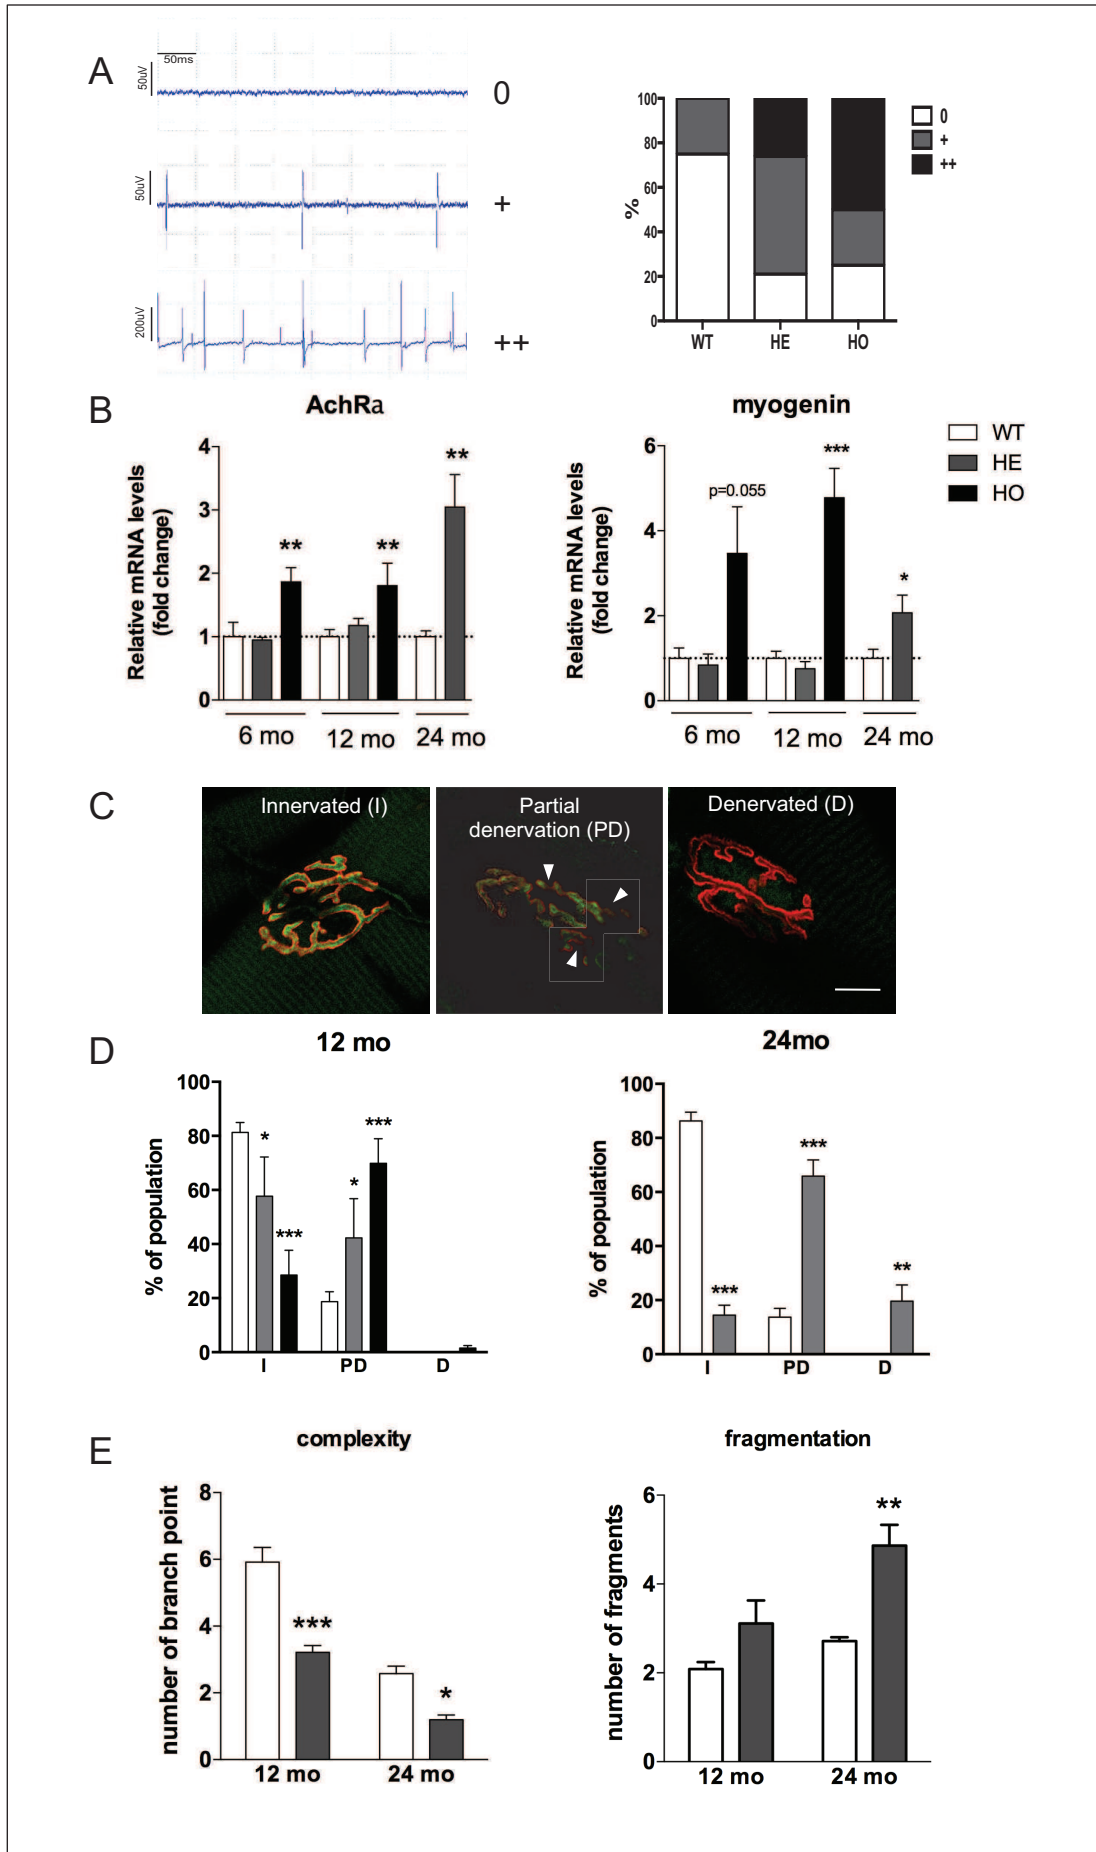 A
50ms
50uV
0
50uV
+
200uV
++
100
80
60
40
20
0
%
WT
HE
HO
0
+
++
B
AchRa
Relative mRNA levels
(fold change)
4
3
2
1
0
**
**
**
6 mo
12 mo
24 mo
myogenin
Relative mRNA levels
(fold change)
6
4
2
0
p=0.055
***
*
6 mo
12 mo
24 mo
WT
HE
HO
C
Innervated (I)
Partial
denervation (PD)
Denervated (D)
D
12 mo
% of population
100
80
60
40
20
0
*
***
*
***
I
PD
D
24mo
% of population
100
80
60
40
20
0
***
***
**
I
PD
D
E
complexity
number of branch point
8
6
4
2
0
***
*
12 mo
24 mo
fragmentation
number of fragments
6
4
2
0
**
12 mo
24 mo